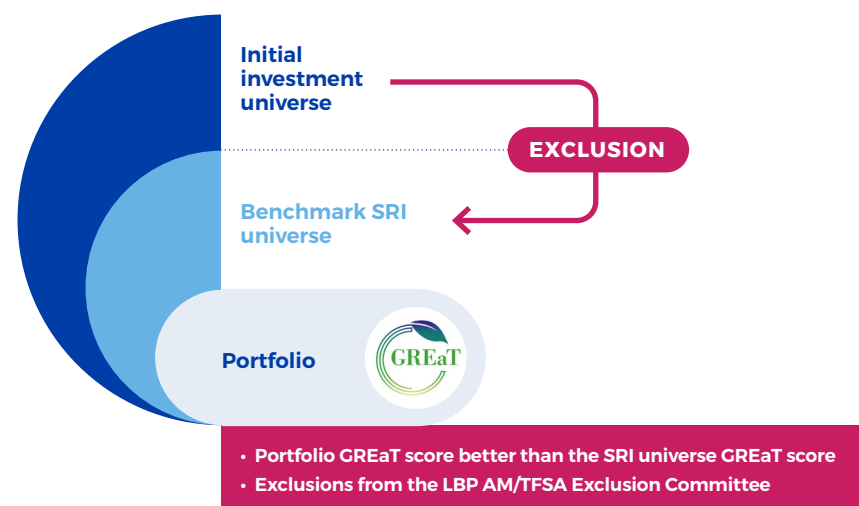 Initial
investment
universe
EXCLUSION
Benchmark SRI
universe
Portfolio
GREaT
• Portfolio GREaT score better than the SRI universe GREaT score
• Exclusions from the LBP AM/TFSA Exclusion Committee